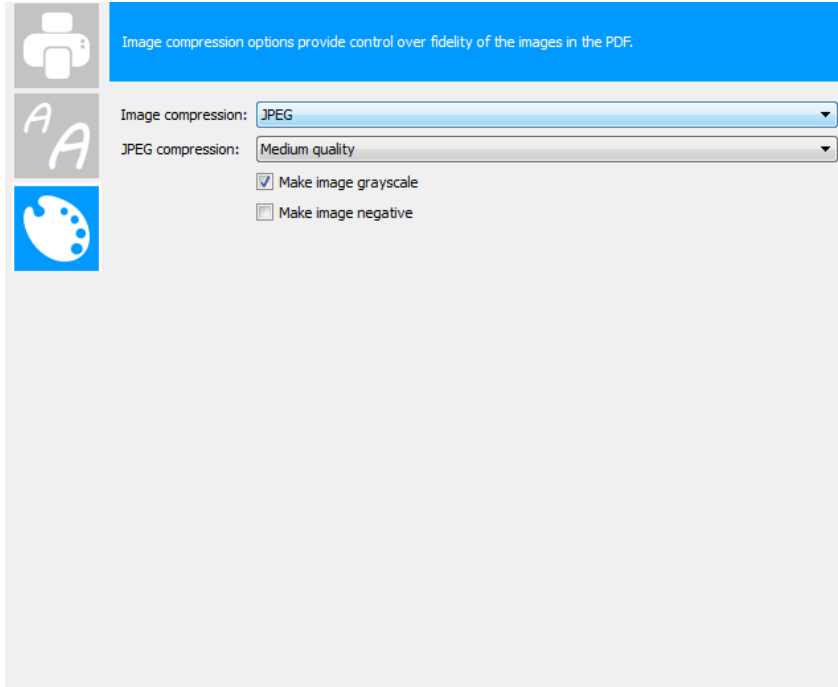 Image compression options provide control over fidelity of the images in the PDF.
Image compression: JPEG
JPEG compression: Medium quality
Make image grayscale
Make image negative
A A